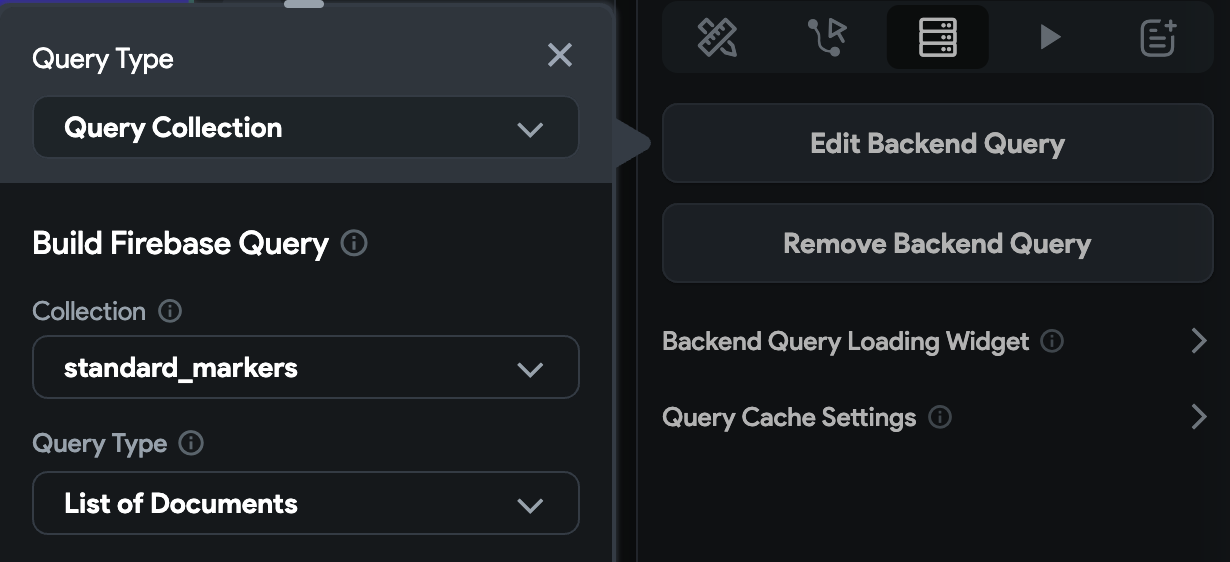 Query Type
Query Collection
Build Firebase Query
Collection
standard_markers
Query Type
List of Documents
Edit Backend Query
Remove Backend Query
Backend Query Loading Widget
Query Cache Settings